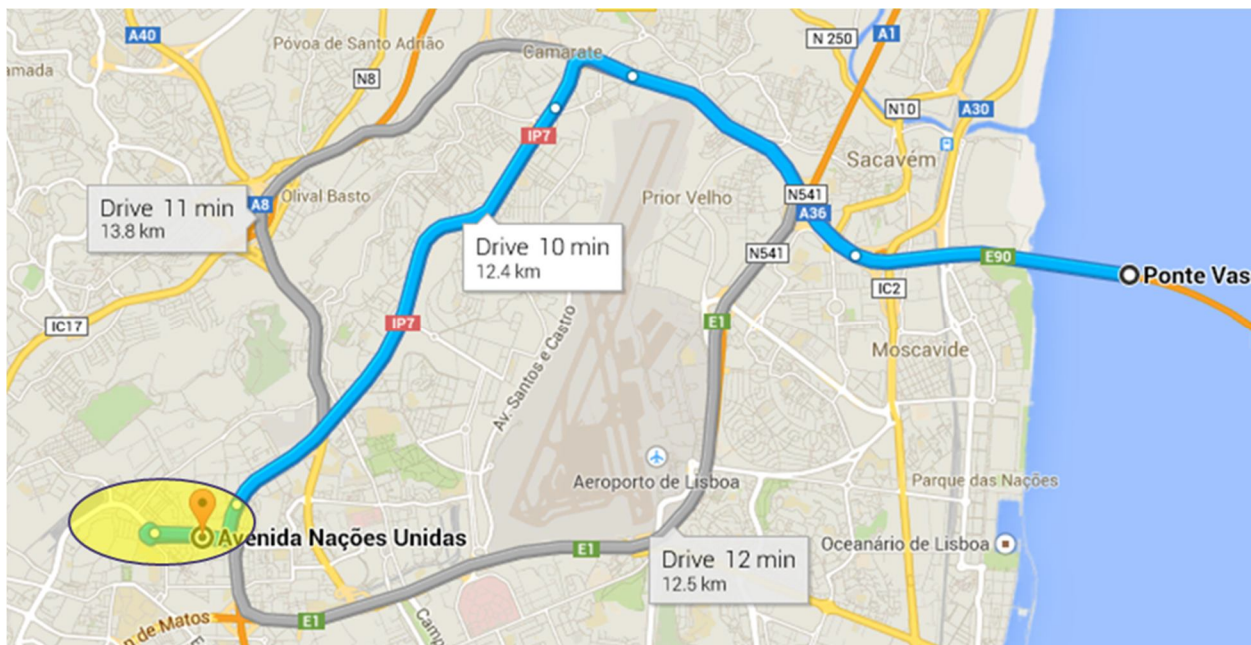 A40
Póvoa de Santo Adrião
Camarate
N 250
A1
amada
N8
N10
A30
IP7
Sacavém
Drive 11 min
13.8 km
A8
Olival Basto
Prior Velho
N541
A36
Drive 10 min
12.4 km
N541
E90
Ponte Vas
IC2
IC17
IP7
E1
Av. Santos e Castro
Moscavide
Aeroporto de Lisboa
Parque das Nações
Avenida Nações Unidas
E1
Drive 12 min
12.5 km
Oceanário de Lisboa
n de Matos
E1
Camp